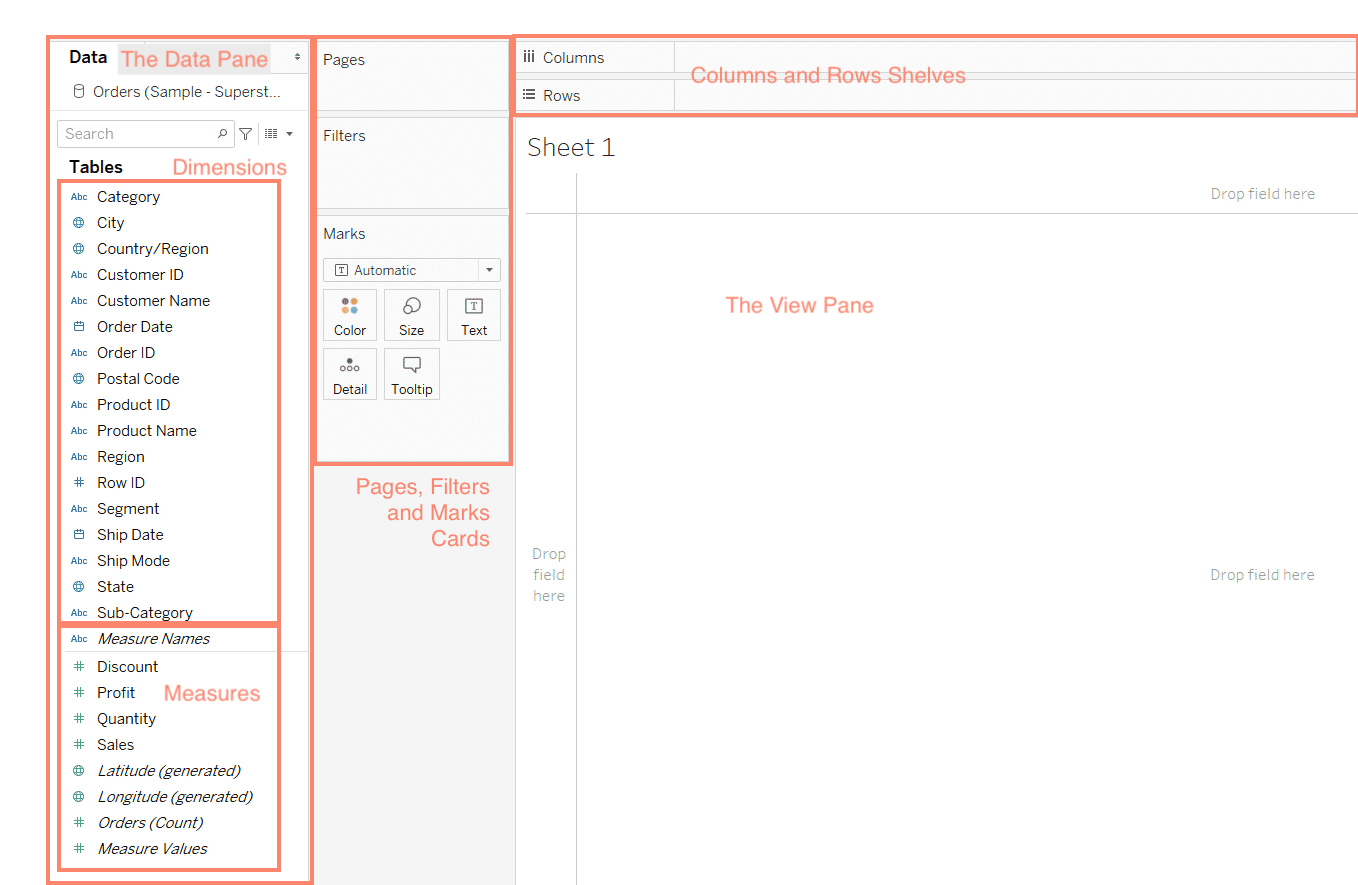 Data
The Data Pane
Orders (Sample - Superst...
Search
Tables
Dimensions
Abc Category
City
Country/Region
Abc Customer ID
Abc Customer Name
Order Date
Abc Order ID
Postal Code
Abc Product ID
Abc Product Name
Abc Region
# Row ID
Abc Segment
Ship Date
Abc Ship Mode
State
Abc Sub-Category
Abc Measure Names
# Discount
# Profit
Measures
# Quantity
# Sales
Latitude (generated)
Longitude (generated)
# Orders (Count)
# Measure Values
Pages
Filters
Marks
T Automatic
Color
Size
T
Text
Detail
Tooltip
Pages, Filters
and Marks
Cards
Columns
Rows
Columns and Rows Shelves
Sheet 1
Drop field here
The View Pane
Drop
field
here
Drop field here